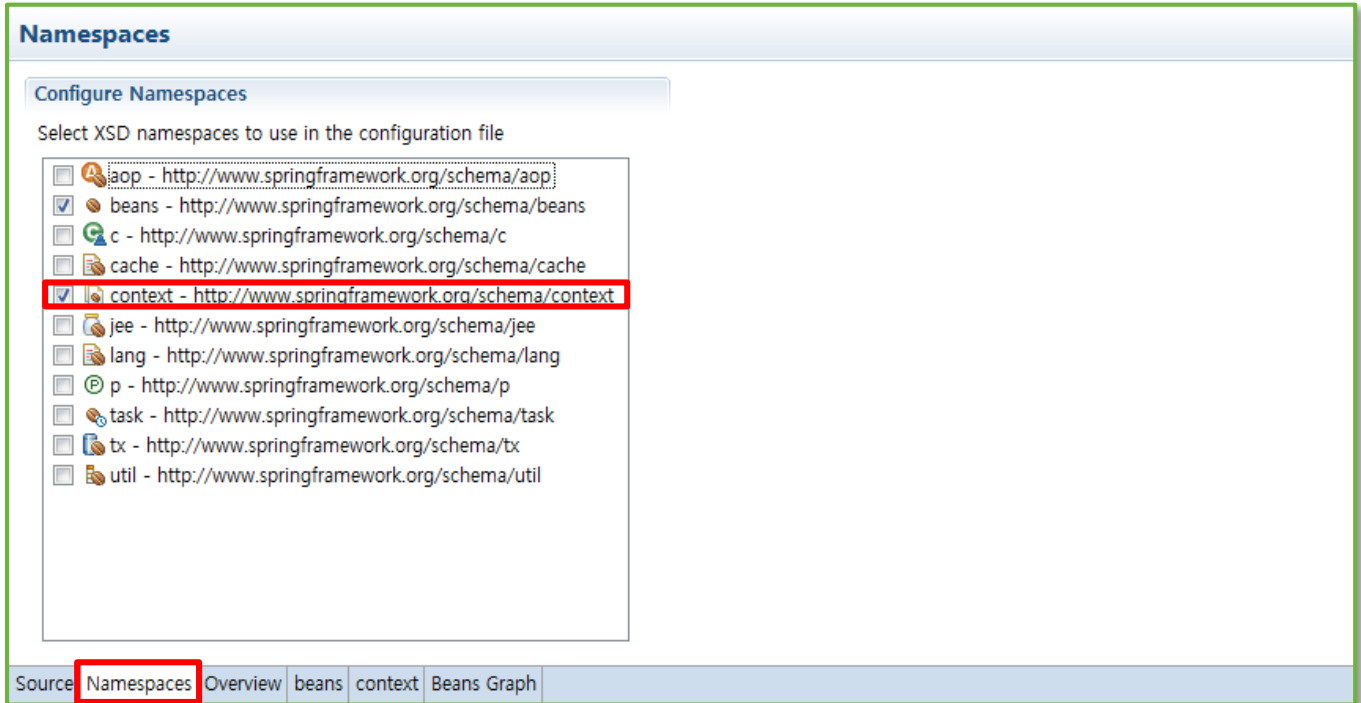 Namespaces
Configure Namespaces
Select XSD namespaces to use in the configuration file
aop - http://www.springframework.org/schema/aop
beans - http://www.springframework.org/schema/beans
c - http://www.springframework.org/schema/c
cache - http://www.springframework.org/schema/cache
context - http://www.springframework.org/schema/context
jee - http://www.springframework.org/schema/jee
lang - http://www.springframework.org/schema/lang
p - http://www.springframework.org/schema/p
task - http://www.springframework.org/schema/task
tx - http://www.springframework.org/schema/tx
util - http://www.springframework.org/schema/util
Source Namespaces Overview beans context Beans Graph